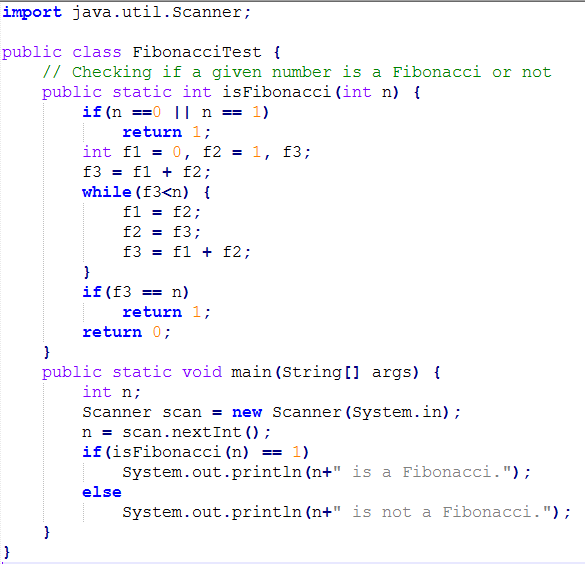 import java.util.Scanner;

public class FibonacciTest {
    // Checking if a given number is a Fibonacci or not
    public static int isFibonacci(int n) {
        if(n ==0 || n == 1)
            return 1;
        int f1 = 0, f2 = 1, f3;
        f3 = f1 + f2;
        while(f3<n) {
            f1 = f2;
            f2 = f3;
            f3 = f1 + f2;
        }
        if(f3 == n)
            return 1;
        return 0;
    }
    public static void main(String[] args) {
        int n;
        Scanner scan = new Scanner(System.in);
        n = scan.nextInt();
        if(isFibonacci(n) == 1)
            System.out.println(n+" is a Fibonacci.");
        else
            System.out.println(n+" is not a Fibonacci.");
    }
}